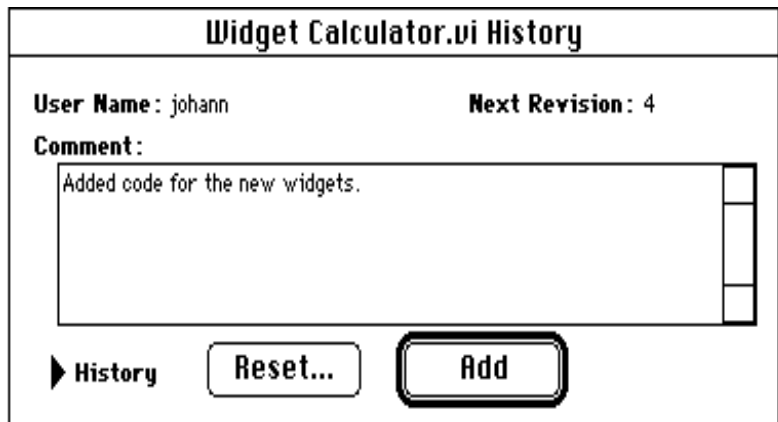 Widget Calculator.vi History
User Name: johann Next Revision: 4
Comment:
Added code for the new widgets.
History Reset... Add